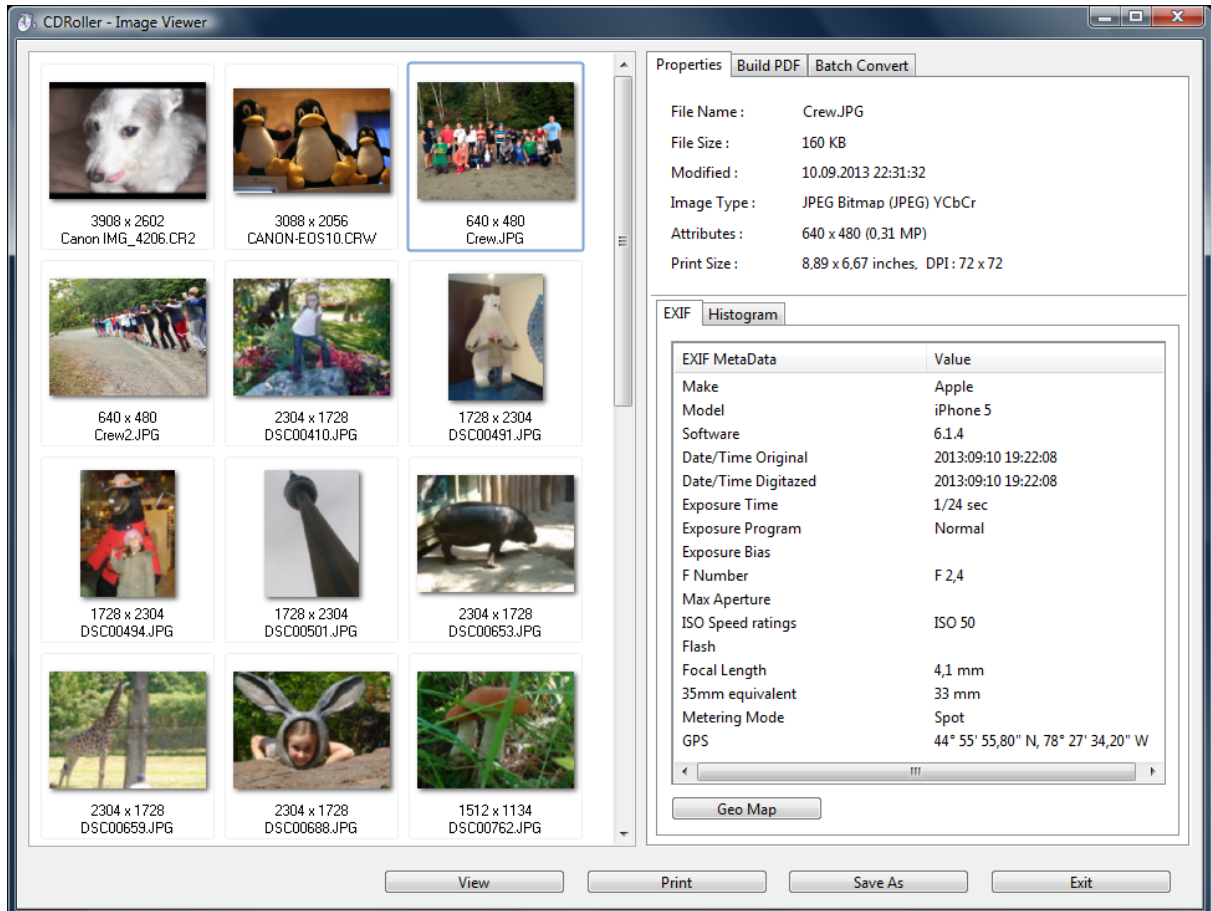 CDRoller - Image Viewer
3908 x 2602
Canon IMG_4206.CR2
3088 x 2056
CANON-EOS10.CRW
640 x 480
Crew.JPG
640 x 480
Crew2.JPG
2304 x 1728
DSC00410.JPG
1728 x 2304
DSC00491.JPG
1728 x 2304
DSC00494.JPG
1728 x 2304
DSC00501.JPG
2304 x 1728
DSC00653.JPG
2304 x 1728
DSC00659.JPG
2304 x 1728
DSC00688.JPG
1512 x 1134
DSC00762.JPG
Properties Build PDF Batch Convert
File Name : Crew.JPG
File Size : 160 KB
Modified : 10.09.2013 22:31:32
Image Type : JPEG Bitmap (JPEG) YCbCr
Attributes : 640 x 480 (0,31 MP)
Print Size : 8,89 x 6,67 inches, DPI : 72 x 72
EXIF Histogram
EXIF MetaData Value
Make Apple
Model iPhone 5
Software 6.1.4
Date/Time Original 2013:09:10 19:22:08
Date/Time Digitazed 2013:09:10 19:22:08
Exposure Time 1/24 sec
Exposure Program Normal
Exposure Bias
F Number F 2,4
Max Aperture
ISO Speed ratings ISO 50
Flash
Focal Length 4,1 mm
35mm equivalent 33 mm
Metering Mode Spot
GPS 44° 55' 55,80" N, 78° 27' 34,20" W
Geo Map
View Print Save As Exit